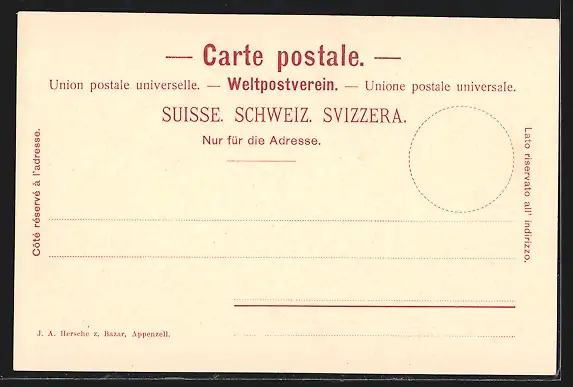 — Carte postale. —
Union postale universelle. — Weltpostverein. — Unione postale universale.
SUISSE. SCHWEIZ. SVIZZERA.
Nur für die Adresse.
Côté réservé à l'adresse.
Lato riservato all' indirizzo.
J. A. Hersche z. Bazar, Appenzell.